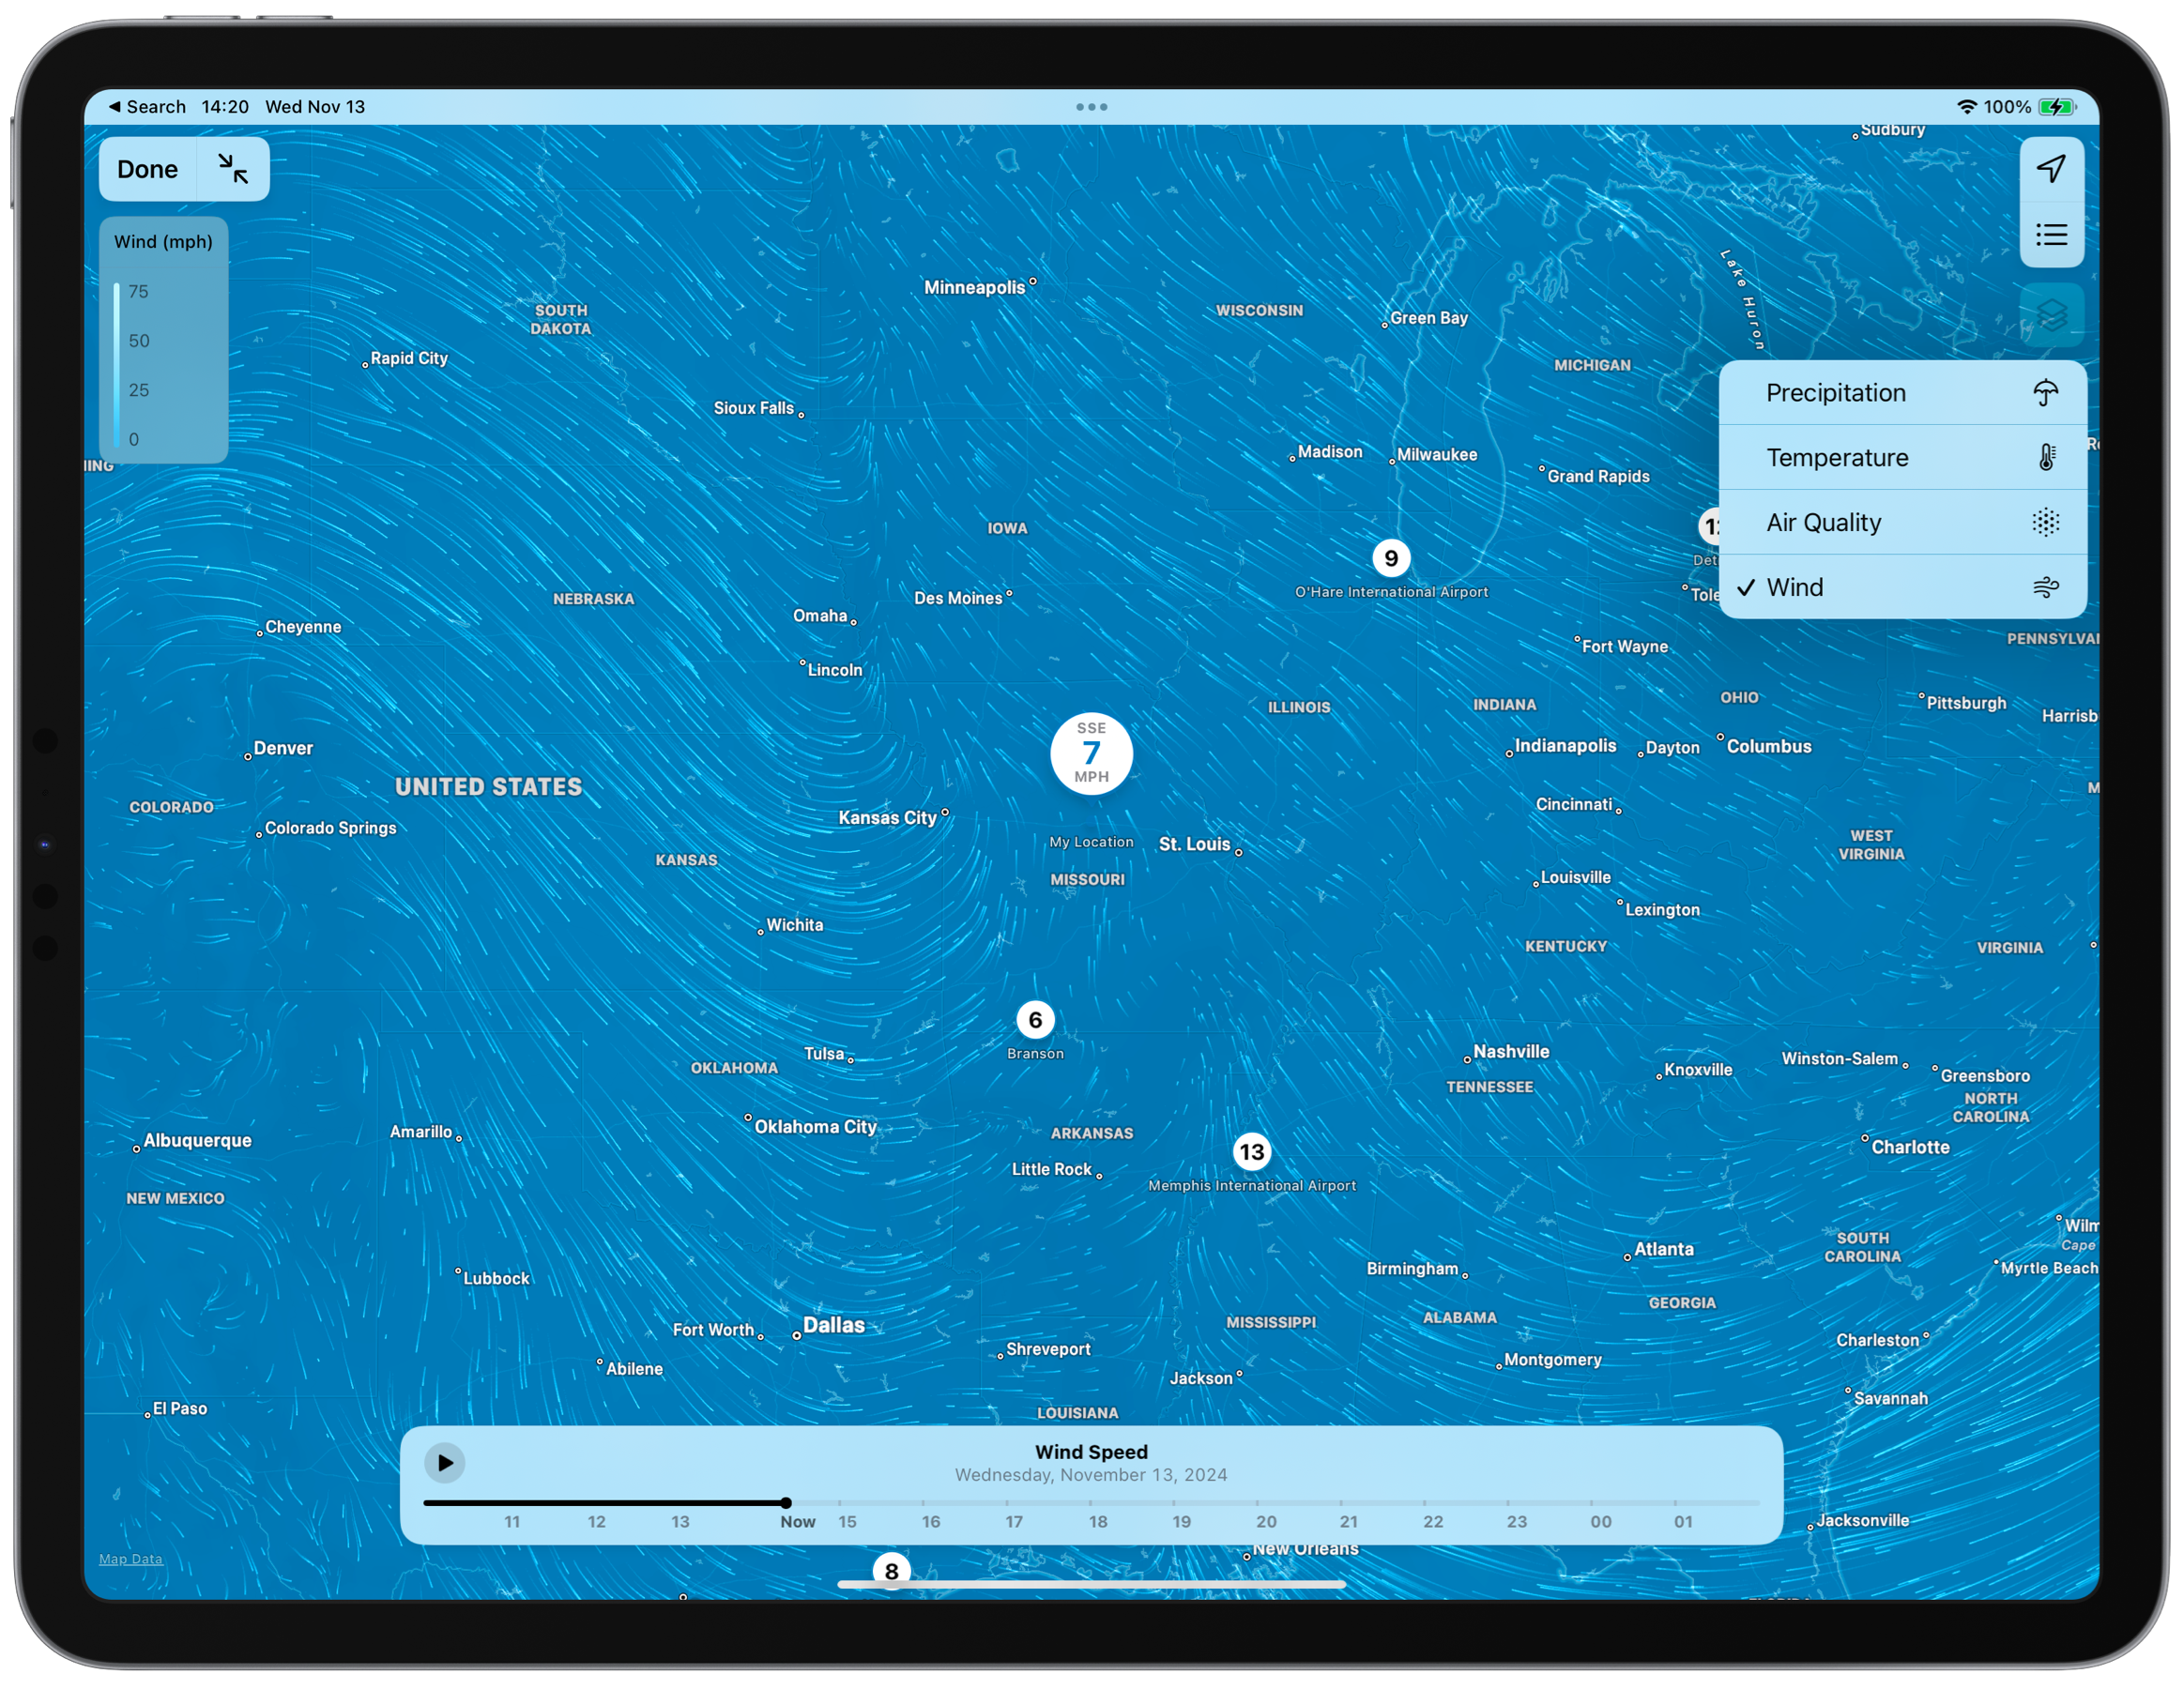 Search 14:20 Wed Nov 13
100%
Done
Sudbury
Wind (mph)
75
50
25
0
Lake Huron
Minneapolis
SOUTH
DAKOTA
WISCONSIN
Green Bay
MICHIGAN
Rapid City
Sioux Falls
Precipitation
Temperature
Air Quality
Wind
Madison
Milwaukee
Grand Rapids
ING
IOWA
9
O'Hare International Airport
Det
Tole
NEBRASKA
Des Moines
Omaha
Cheyenne
Lincoln
Fort Wayne
PENNSYLVAN
ILLINOIS
INDIANA
OHIO
Pittsburgh
Harrisb
SSE
7
MPH
Denver
Indianapolis
Dayton
Columbus
UNITED STATES
COLORADO
Colorado Springs
Kansas City
My Location
St. Louis
Cincinnati
WEST
VIRGINIA
KANSAS
MISSOURI
Louisville
Lexington
Wichita
KENTUCKY
VIRGINIA
6
Branson
Tulsa
OKLAHOMA
Nashville
TENNESSEE
Knoxville
Winston-Salem
Greensboro
NORTH
CAROLINA
Albuquerque
Amarillo
Oklahoma City
ARKANSAS
Little Rock
13
Memphis International Airport
Charlotte
NEW MEXICO
Wilm
Cape
SOUTH
CAROLINA
Myrtle Beach
Atlanta
Birmingham
Lubbock
GEORGIA
Fort Worth
Dallas
MISSISSIPPI
ALABAMA
Charleston
Abilene
Shreveport
Jackson
Montgomery
Savannah
El Paso
LOUISIANA
Wind Speed
Wednesday, November 13, 2024
11 12 13 Now 15 16 17 18 19 20 21 22 23 00 01
Jacksonville
New Orleans
Map Data
8